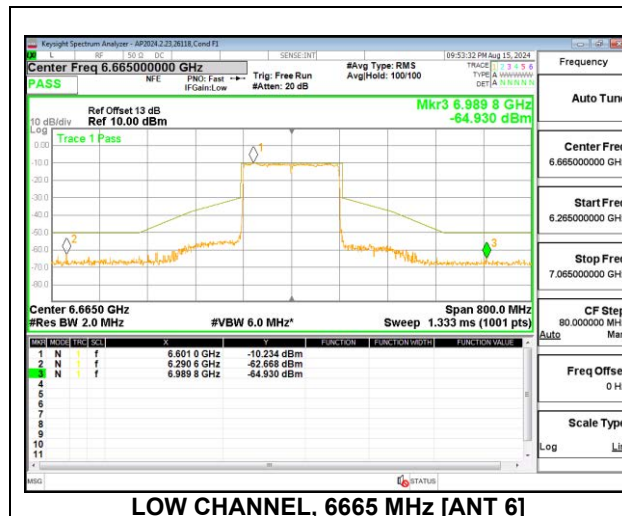 Keysight Spectrum Analyzer - AP2024.2.23,26118,Cond F1
L RF 50 Ω DC SENSE:INT 09:53:32 PM Aug 15, 2024
Center Freq 6.665000000 GHz #Avg Type: RMS TRACE 1 2 3 4 5 6
PASS NFE PNO: Fast Trig: Free Run Avg|Hold: 100/100 TYPE A WWWWW
IFGain:Low #Atten: 20 dB DET A N N N N N
Mkr3 6.989 8 GHz
Ref Offset 13 dB
10 dB/div Ref 10.00 dBm -64.930 dBm
Log
Trace 1 Pass
0.00
-10.0
-20.0
-30.0
-40.0
-50.0
-60.0
-70.0
-80.0
1
2
3
Center 6.6650 GHz Span 800.0 MHz
#Res BW 2.0 MHz #VBW 6.0 MHz* Sweep 1.333 ms (1001 pts)
MKR MODE TRC SCL X Y FUNCTION FUNCTION WIDTH FUNCTION VALUE
1 N 1 f 6.601 0 GHz -10.234 dBm
2 N 1 f 6.290 6 GHz -62.668 dBm
3 N 1 f 6.989 8 GHz -64.930 dBm
4
5
6
7
8
9
10
11
MSG STATUS
Frequency
Auto Tune
Center Freq
6.665000000 GHz
Start Freq
6.265000000 GHz
Stop Freq
7.065000000 GHz
CF Step
80.000000 MHz
Auto Man
Freq Offset
0 Hz
Scale Type
Log Lin
LOW CHANNEL, 6665 MHz [ANT 6]